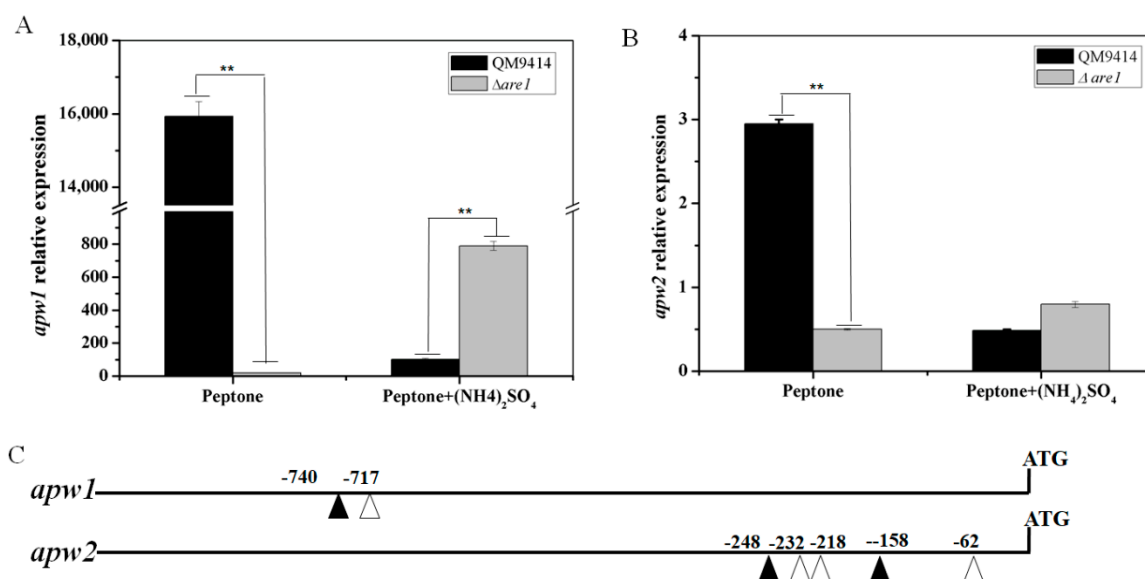 A
18,000
16,000
14,000
800
600
400
200
0
apw1 relative expression
QM9414
Δare1
**
**
Peptone
Peptone+(NH4)₂SO₄
B
4
3
2
1
0
apw2 relative expression
QM9414
Δ are1
**
Peptone
Peptone+(NH₄)₂SO₄
C
apw1
-740
-717
ATG
apw2
-248
-232
-218
--158
-62
ATG